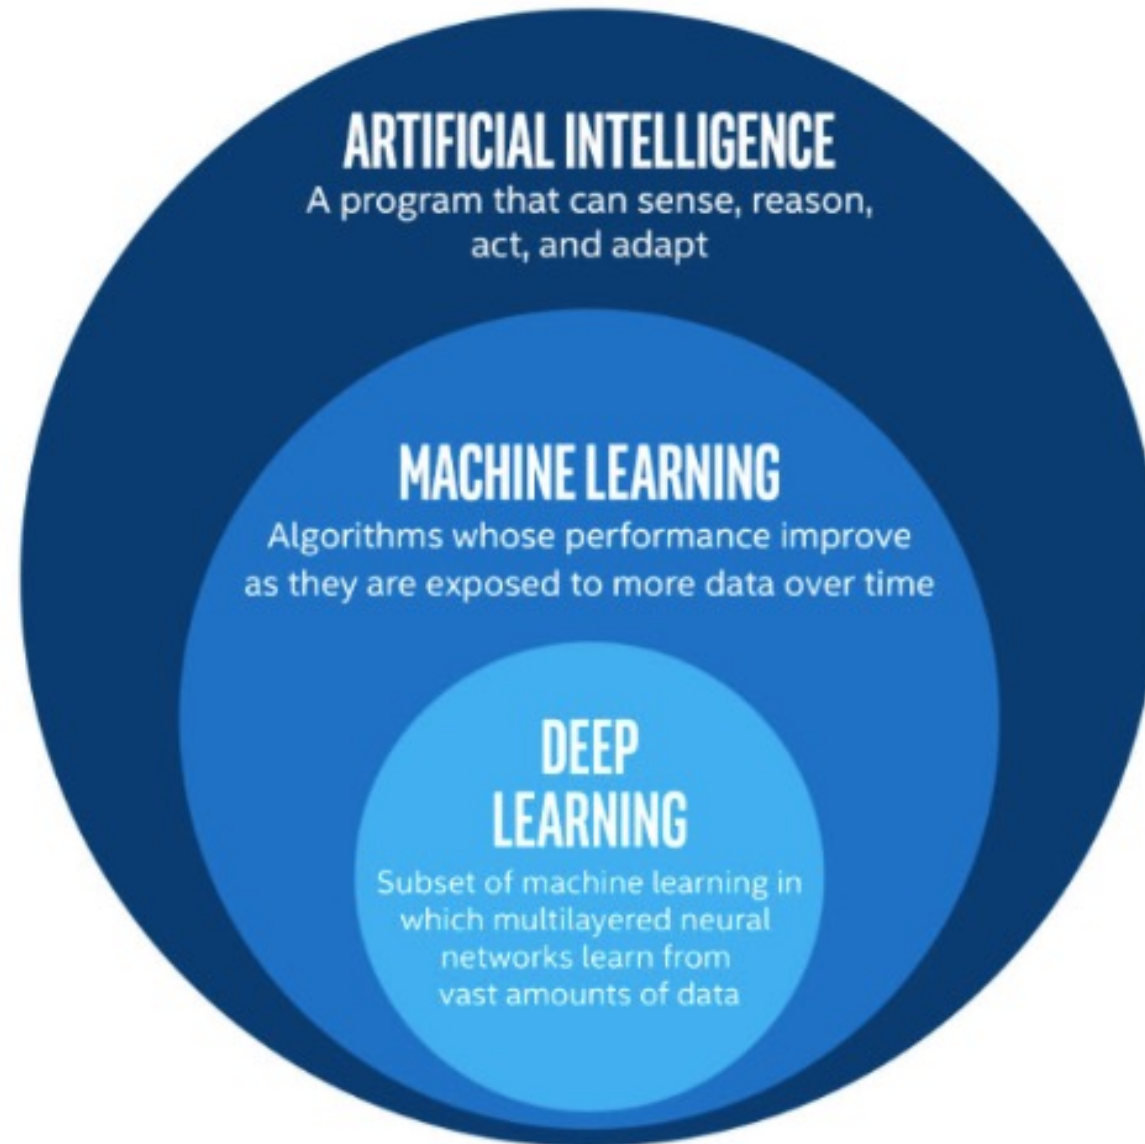 ARTIFICIAL INTELLIGENCE
A program that can sense, reason,
act, and adapt
MACHINE LEARNING
Algorithms whose performance improve
as they are exposed to more data over time
DEEP
LEARNING
Subset of machine learning in
which multilayered neural
networks learn from
vast amounts of data